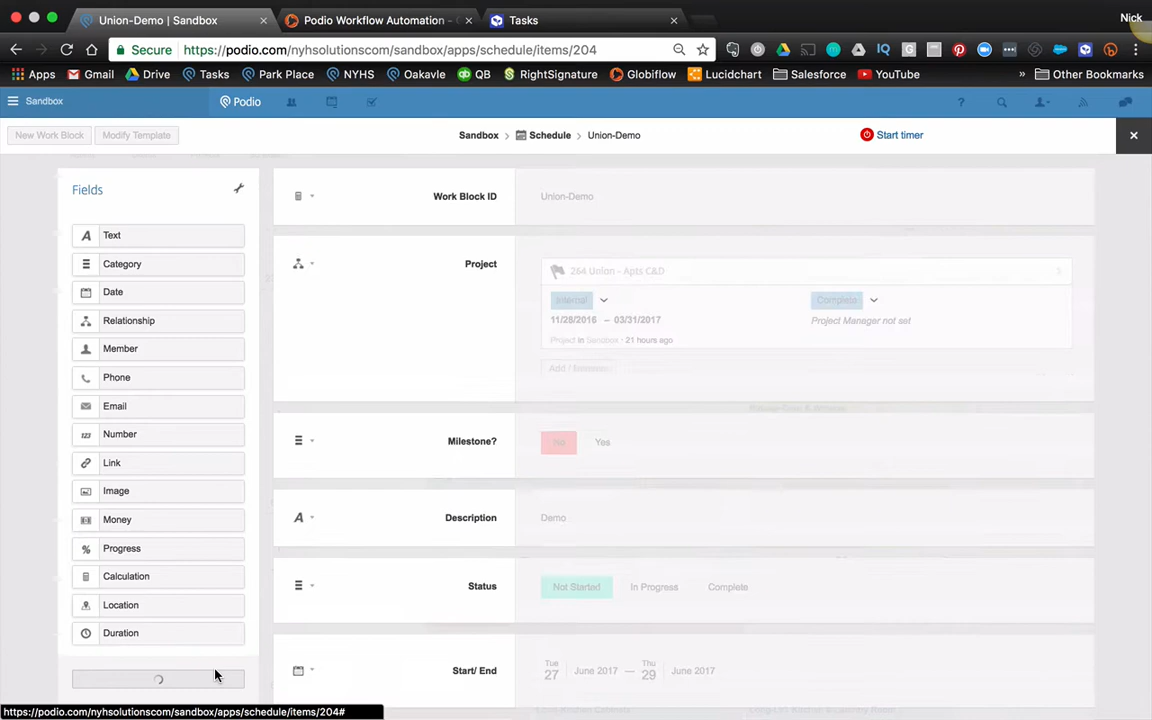 Union-Demo | Sandbox
Podio Workflow Automation -
Tasks
Nick
Secure
https://podio.com/nyhsolutionscom/sandbox/apps/schedule/items/204
Apps
Gmail
Drive
Tasks
Park Place
NYHS
Oakavle
QB
RightSignature
Globiflow
Lucidchart
Salesforce
YouTube
» Other Bookmarks
Sandbox
Podio
New Work Block
Modify Template
Sandbox > Schedule > Union-Demo
Start timer
Fields
Text
Category
Date
Relationship
Member
Phone
Email
Number
Link
Image
Money
Progress
Calculation
Location
Duration
Work Block ID
Union-Demo
Project
264 Union - Apts C&D
Internal
Complete
11/28/2016 – 03/31/2017
Project Manager not set
Project in Sandbox · 21 hours ago
Milestone?
No
Yes
Description
Demo
Status
Not Started
In Progress
Complete
Start/ End
Tue
27
June 2017 —
Thu
29
June 2017
https://podio.com/nyhsolutionscom/sandbox/apps/schedule/items/204#